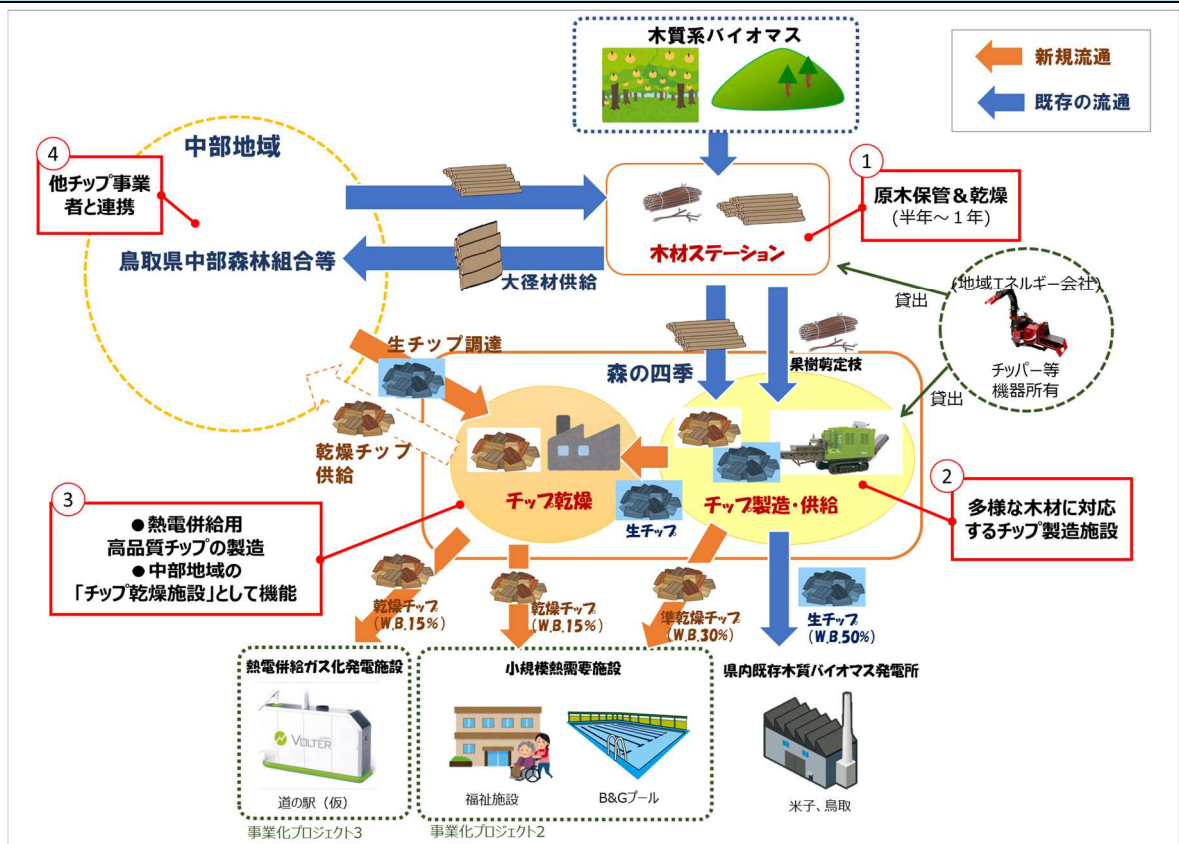 木質系バイオマス
新規流通
既存の流通
中部地域
④
他チップ事業
者と連携
鳥取県中部森林組合等
大径材供給
木材ステーション
①
原木保管＆乾燥
(半年～１年)
(地域エネルギー会社)
貸出
チッパー等
機器所有
貸出
生チップ調達
乾燥チップ
供給
森の四季
果樹剪定枝
チップ乾燥
生チップ
チップ製造・供給
②
多様な木材に対応
するチップ製造施設
③
●熱電併給用
高品質チップの製造
●中部地域の
「チップ乾燥施設」として機能
乾燥チップ
(W.B.15%)
乾燥チップ
(W.B.15%)
準乾燥チップ
(W.B.30%)
生チップ
(W.B.50%)
熱電併給ガス化発電施設
VOLTER
道の駅（仮）
事業化プロジェクト3
小規模熱需要施設
福祉施設
B&Gプール
事業化プロジェクト2
県内既存木質バイオマス発電所
米子、鳥取